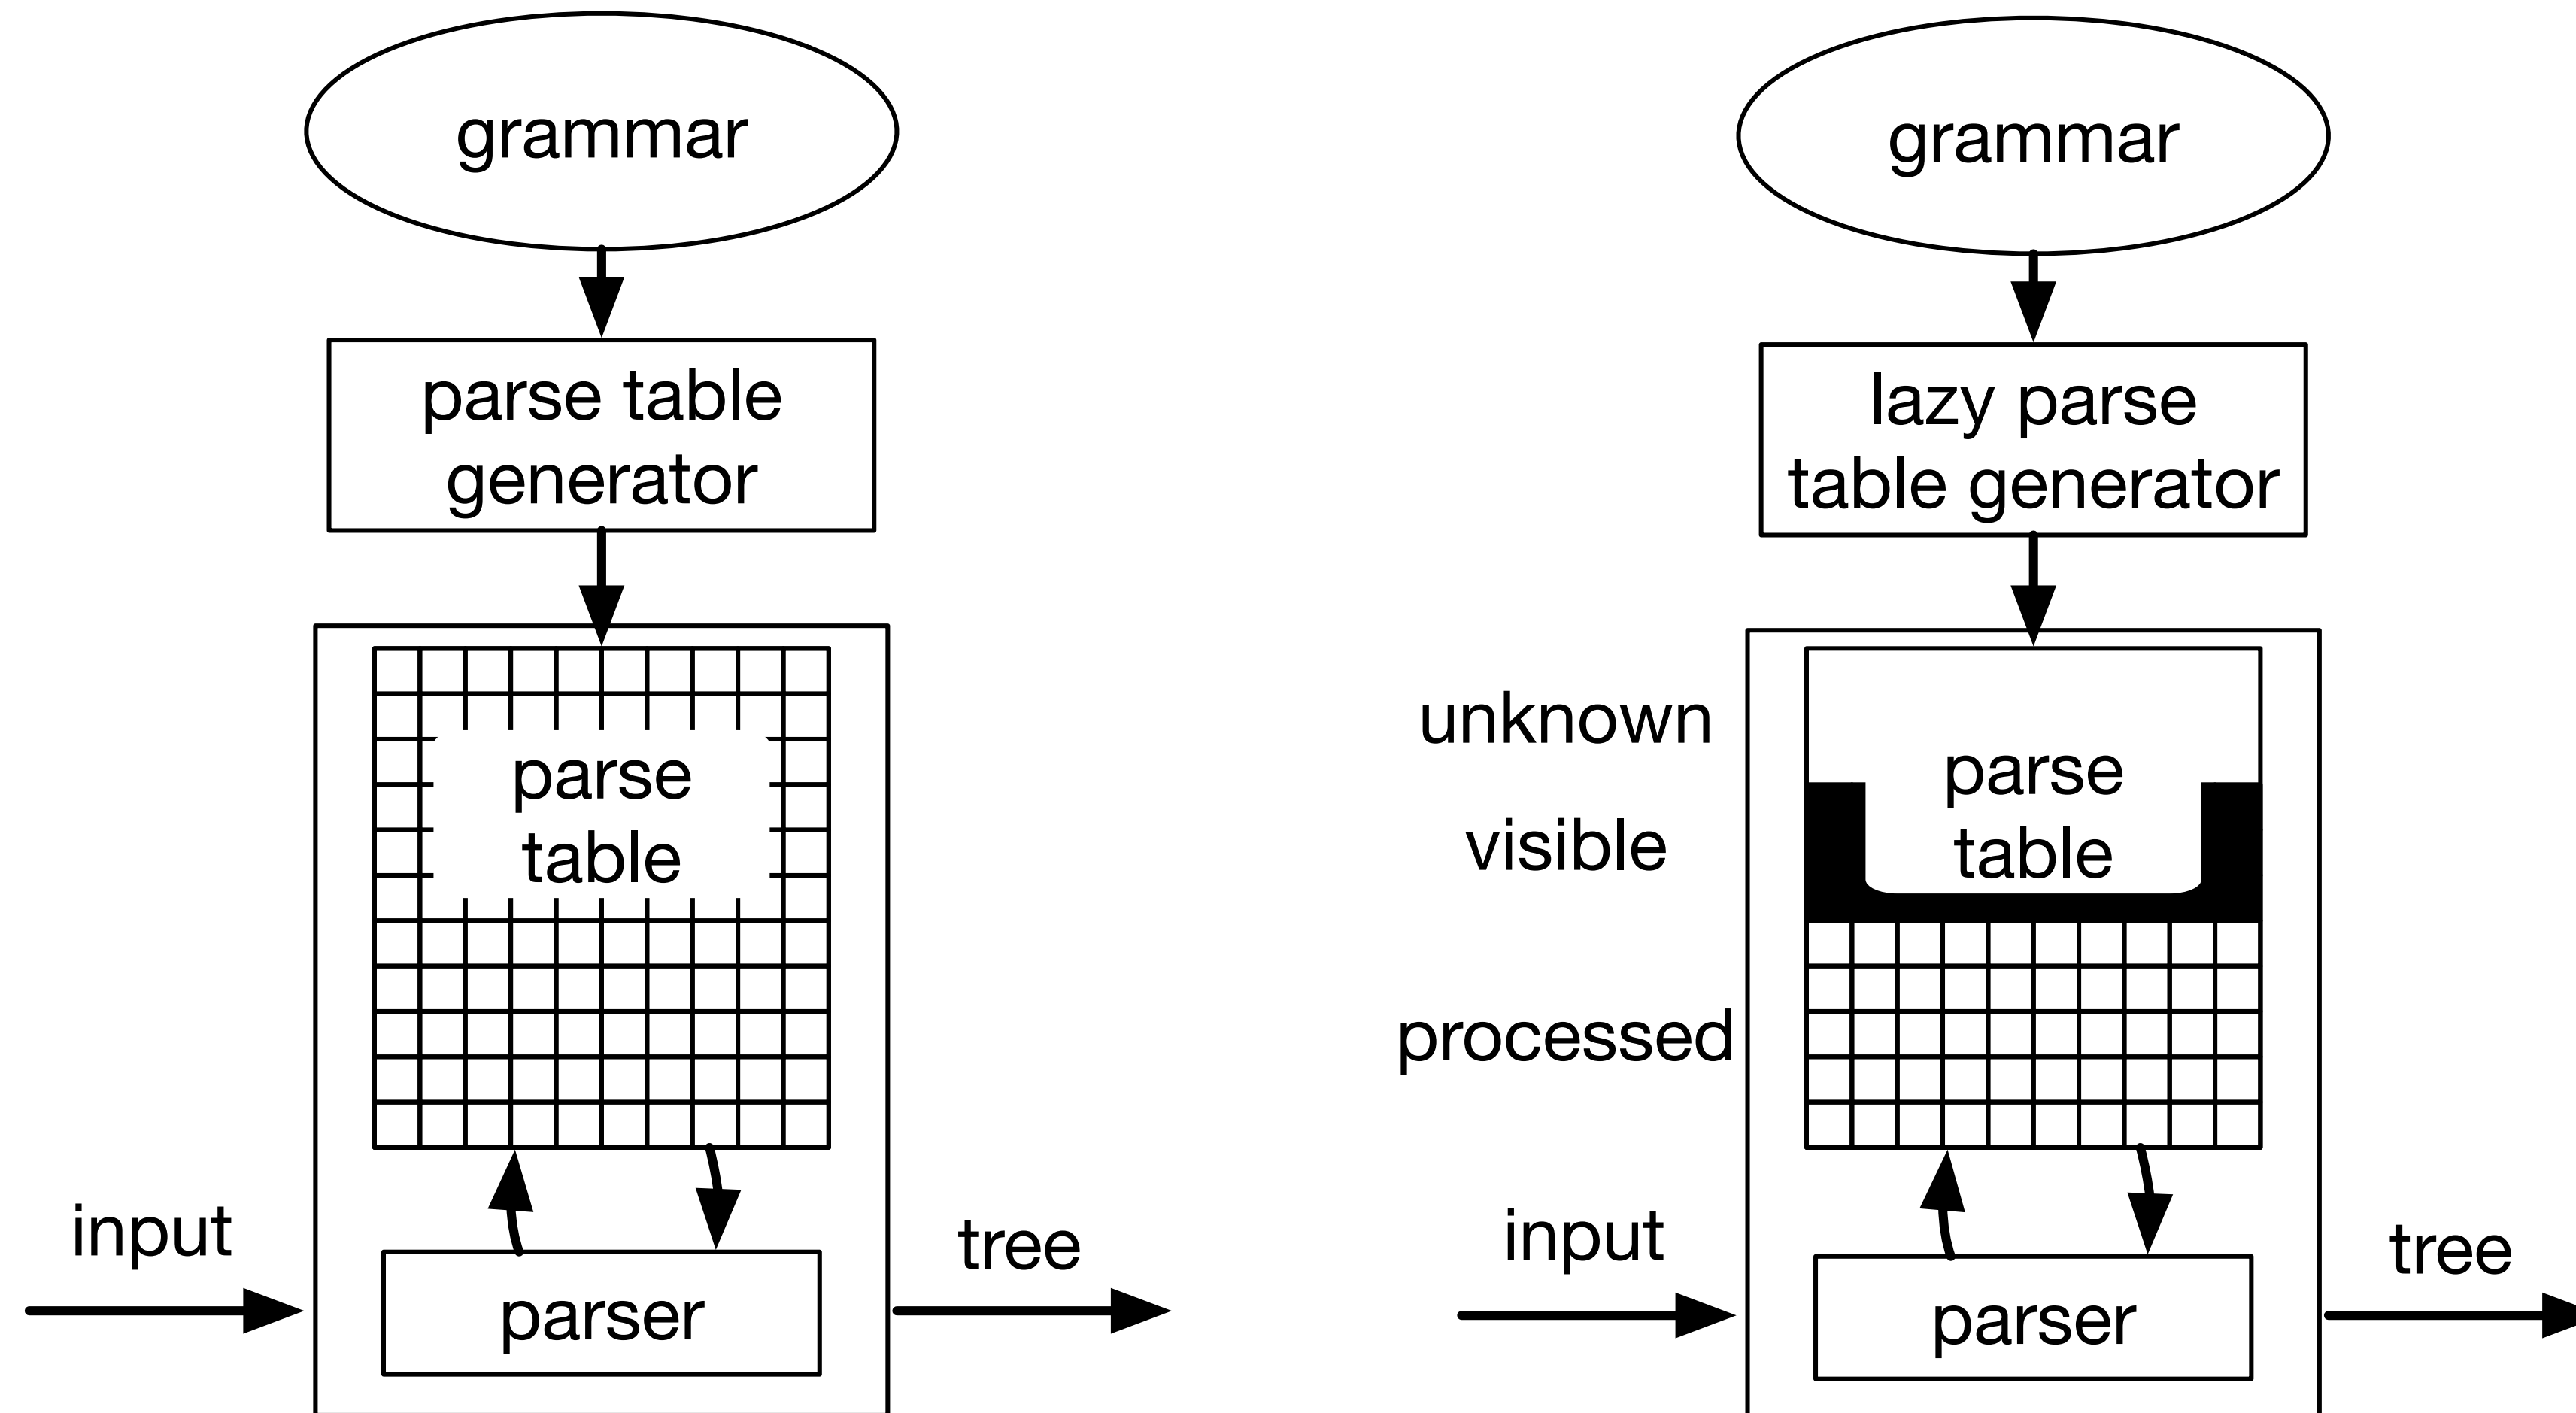 grammar
parse table
generator
parse
table
input
parser
tree
grammar
lazy parse
table generator
unknown
visible
processed
parse
table
input
parser
tree